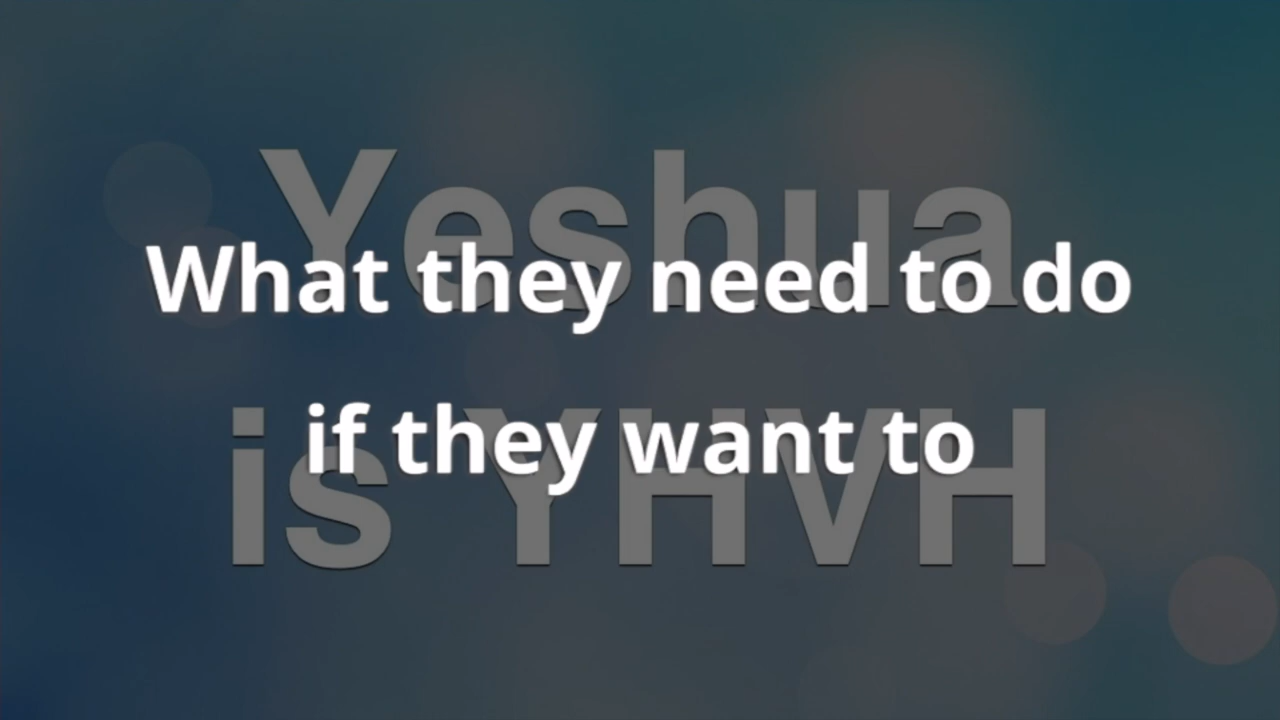 Yeshua
What they need to do
if they want to
is YHVH